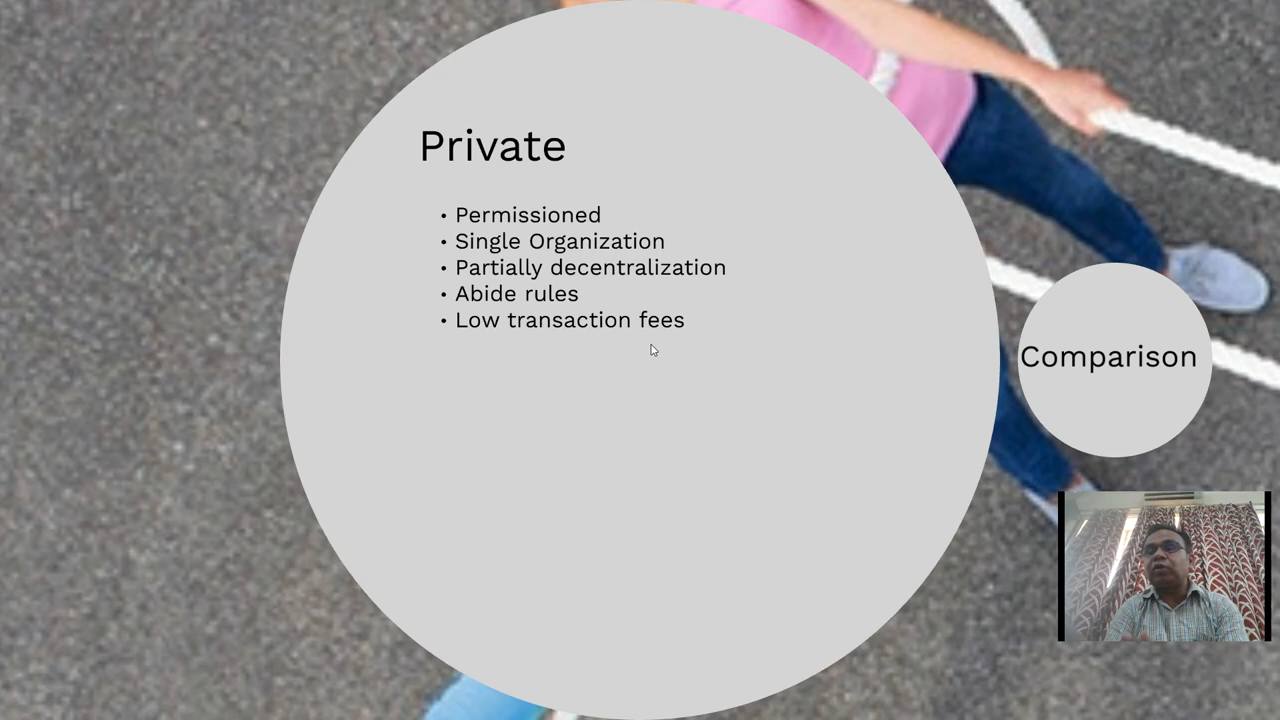 Private
• Permissioned
• Single Organization
• Partially decentralization
• Abide rules
• Low transaction fees
Comparison